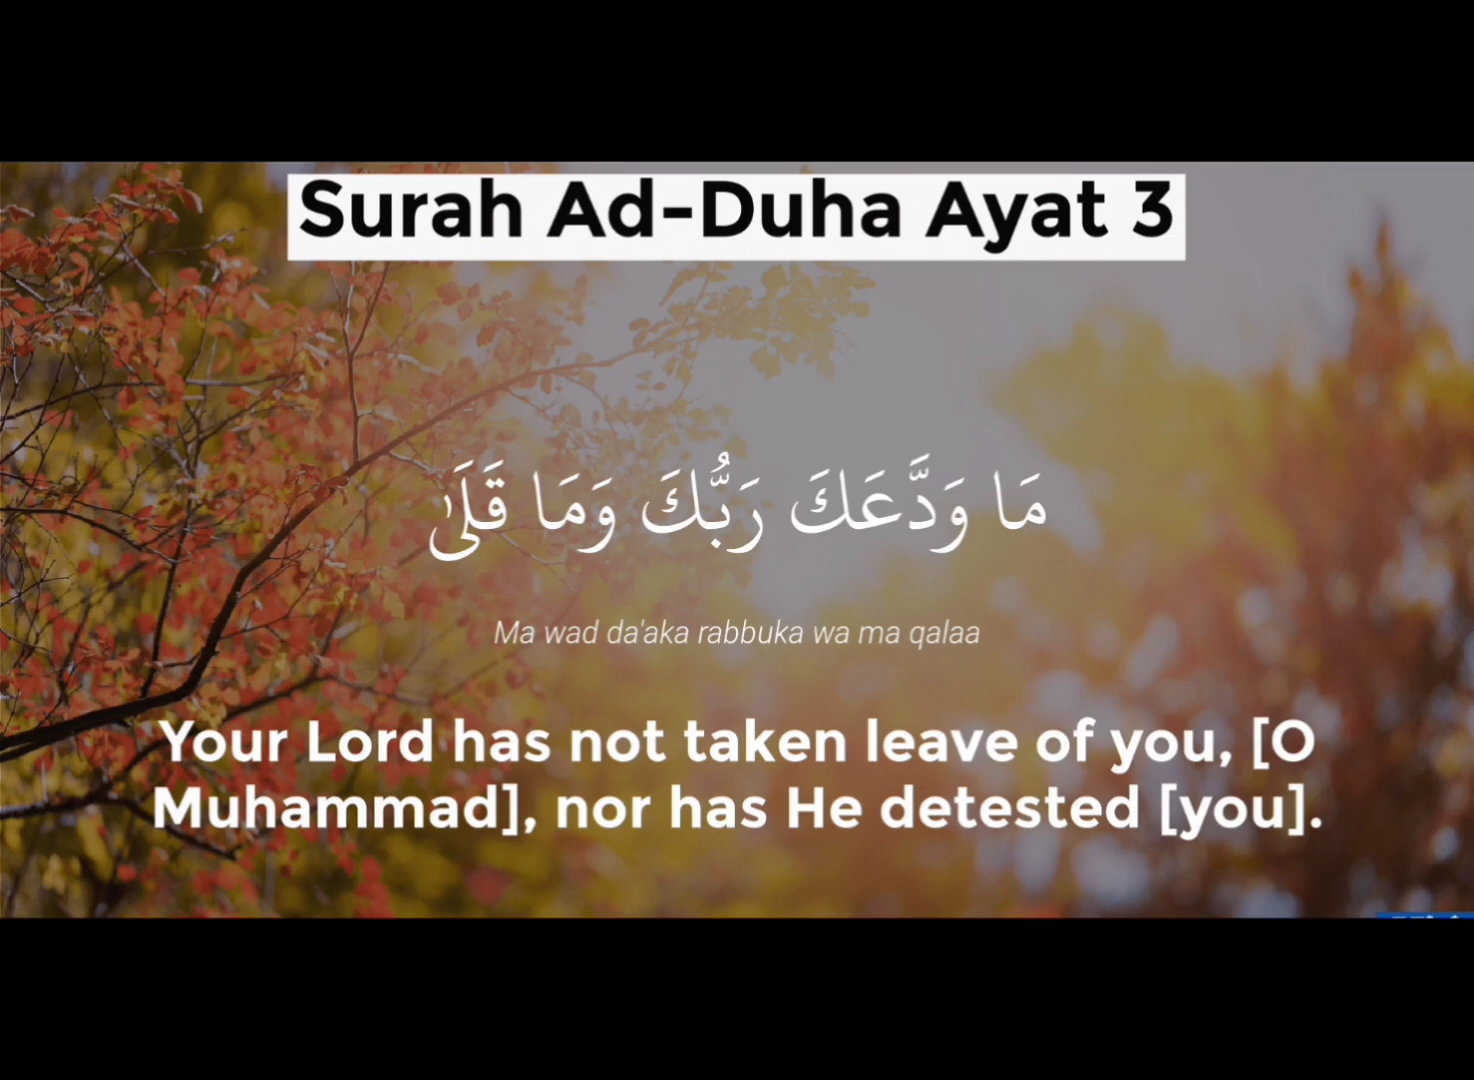 Surah Ad-Duha Ayat 3
مَا وَدَّعَكَ رَبُّكَ وَمَا قَلَىٰ
Ma wad da'aka rabbuka wa ma qalaa
Your Lord has not taken leave of you, [O
Muhammad], nor has He detested [you].